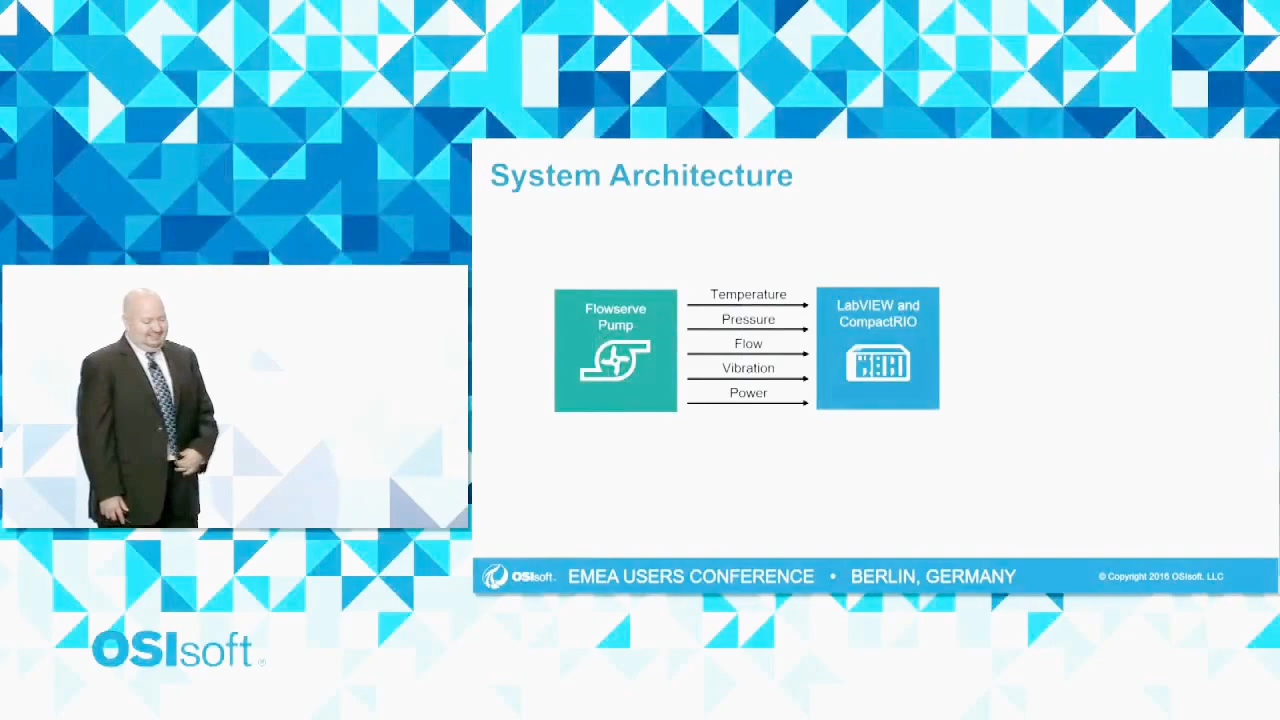 System Architecture
Flowserve
Pump
Temperature
Pressure
Flow
Vibration
Power
LabVIEW and
CompactRIO
OSIsoft. EMEA USERS CONFERENCE • BERLIN, GERMANY © Copyright 2016 OSIsoft, LLC
OSIsoft®